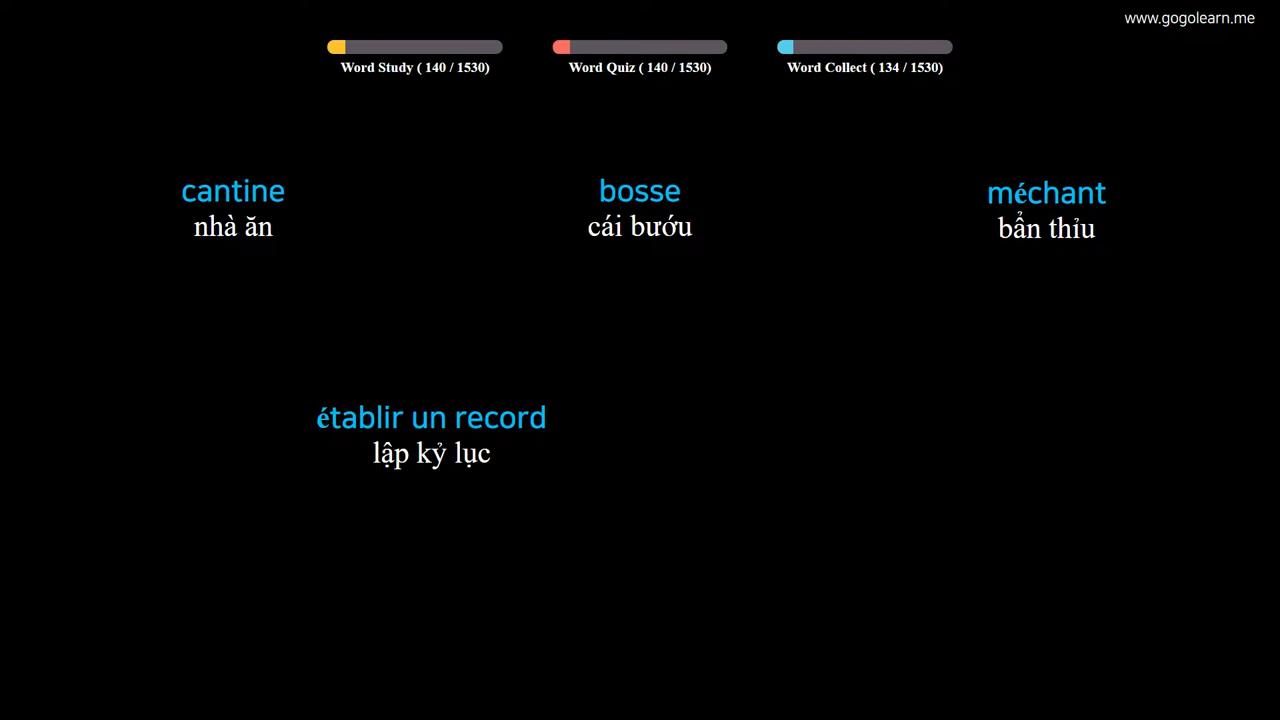 www.gogolearn.me
Word Study ( 140 / 1530)
Word Quiz ( 140 / 1530)
Word Collect ( 134 / 1530)
cantine
nhà ăn
bosse
cái bướu
méchant
bẩn thỉu
établir un record
lập kỷ lục